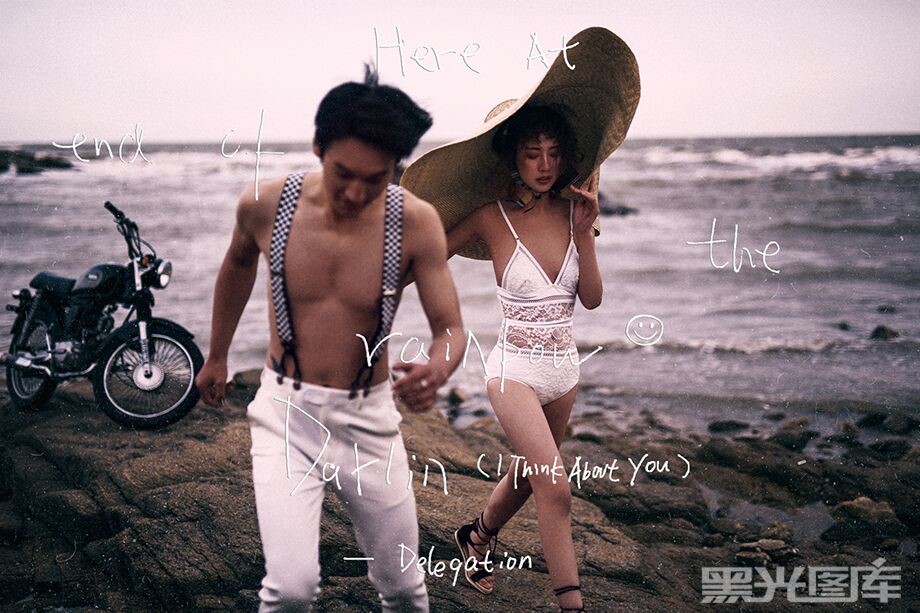 Here At
end of
the
rainbow ☺
Darlin (I Think About You)
— Delegation
黑光图库